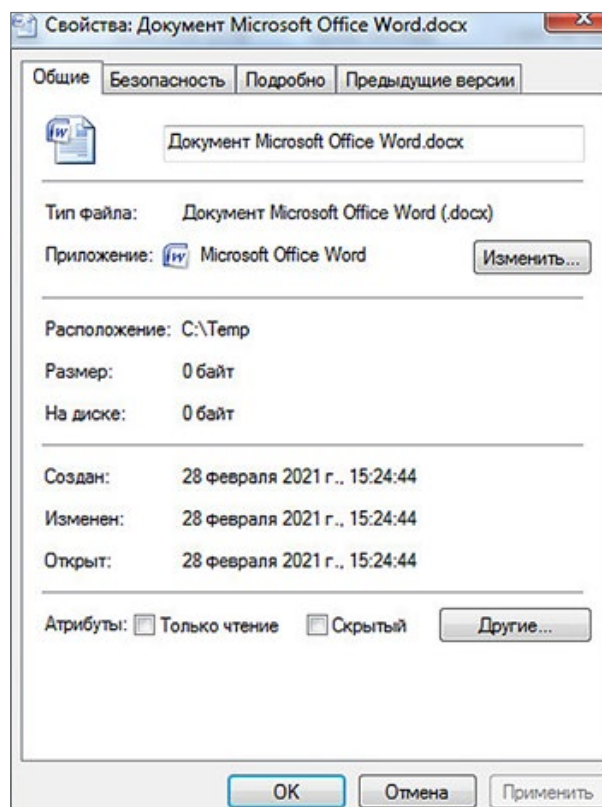 Свойства: Документ Microsoft Office Word.docx
Общие Безопасность Подробно Предыдущие версии
Документ Microsoft Office Word.docx
Тип файла: Документ Microsoft Office Word (.docx)
Приложение: Microsoft Office Word Изменить...
Расположение: C:\Temp
Размер: 0 байт
На диске: 0 байт
Создан: 28 февраля 2021 г., 15:24:44
Изменен: 28 февраля 2021 г., 15:24:44
Открыт: 28 февраля 2021 г., 15:24:44
Атрибуты: Только чтение Скрытый Другие...
OK Отмена Применить